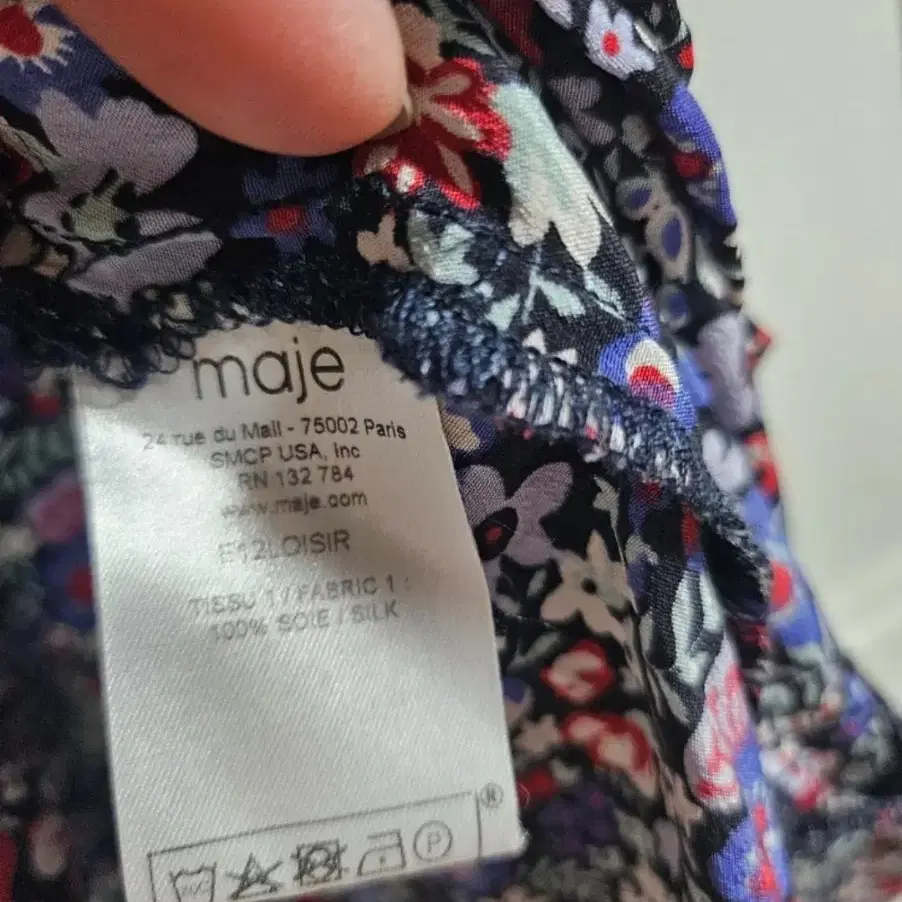 maje
24 rue du Mail - 75002 Paris
SMCP USA, Inc
RN 132 784
www.maje.com
E12LOISIR
TISSU 1 / FABRIC 1 :
100% SOIE / SILK
®
P